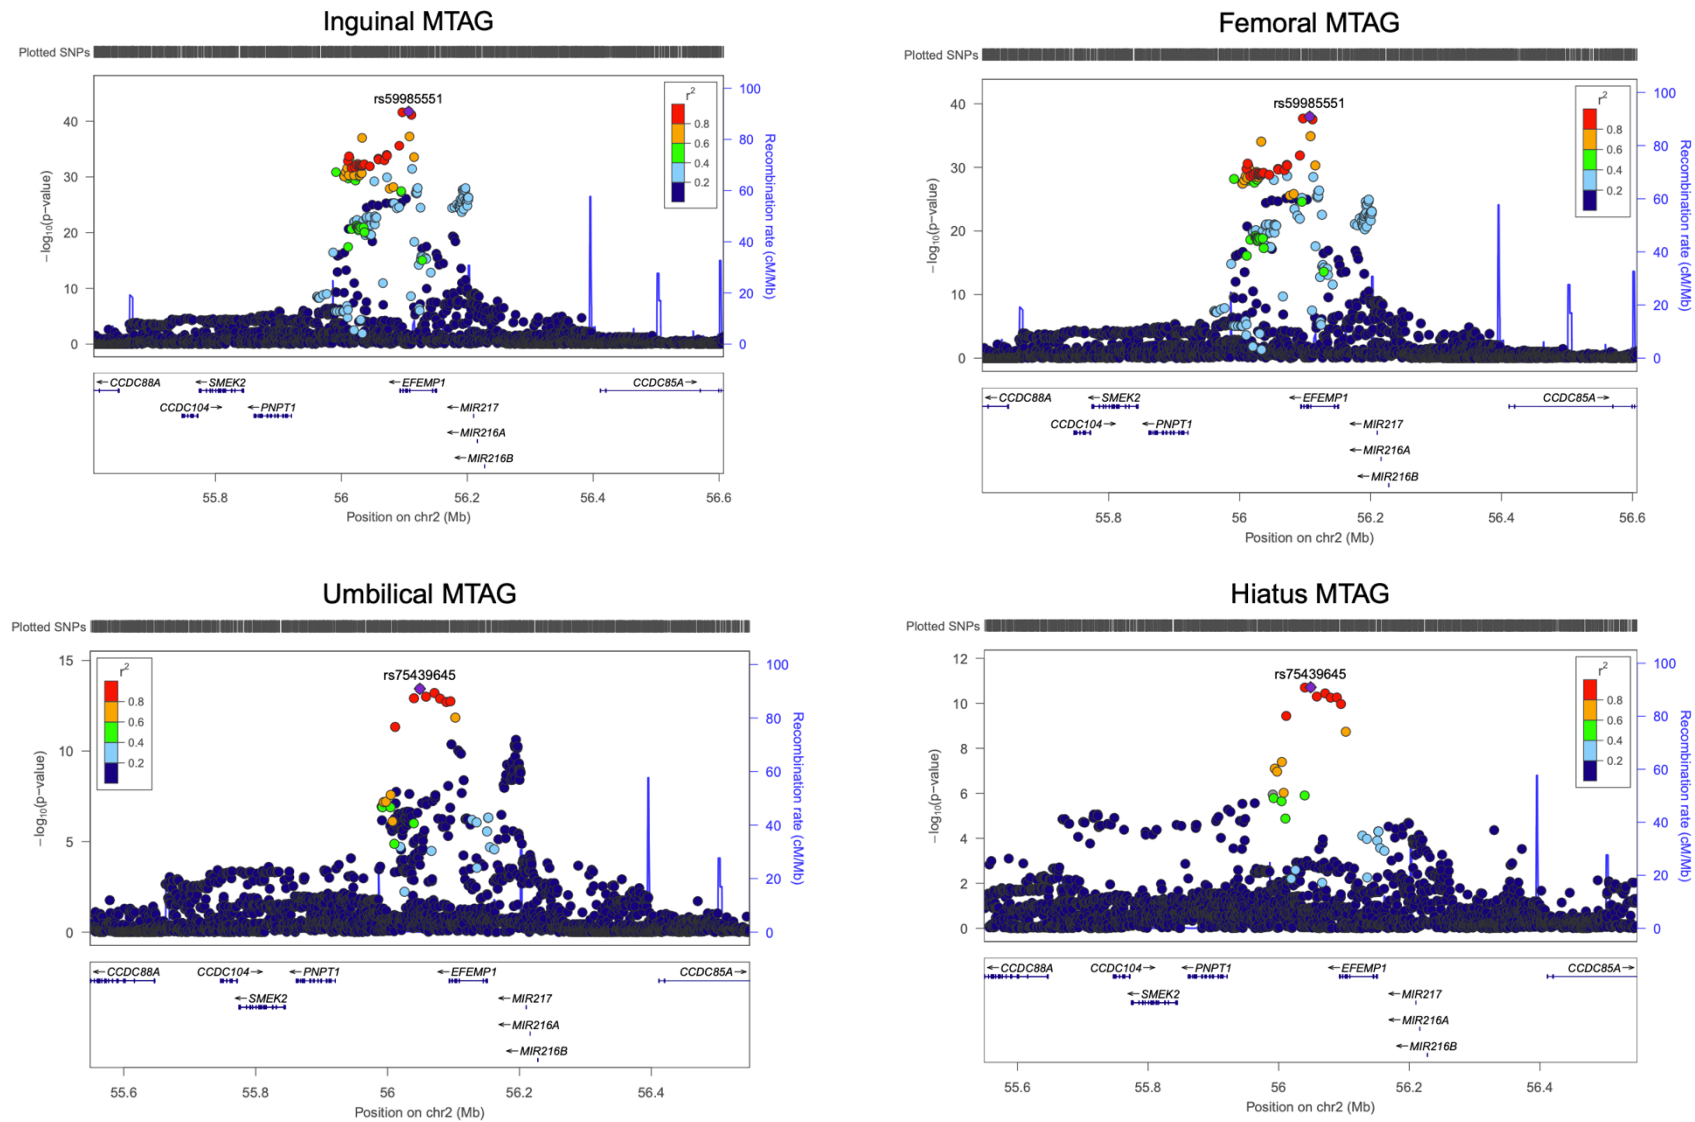 Inguinal MTAG
Plotted SNPs
rs59985551
r2
0.8
0.6
0.4
0.2
40
30
20
10
0
−log10(p−value)
100
80
60
40
20
0
Recombination rate (cM/Mb)
←CCDC88A ←SMEK2 ←EFEMP1 CCDC85A→
CCDC104→ ←PNPT1 ←MIR217
←MIR216A
←MIR216B
55.8 56 56.2 56.4 56.6
Position on chr2 (Mb)
Femoral MTAG
Plotted SNPs
rs59985551
r2
0.8
0.6
0.4
0.2
40
30
20
10
0
−log10(p−value)
100
80
60
40
20
0
Recombination rate (cM/Mb)
←CCDC88A ←SMEK2 ←EFEMP1 CCDC85A→
CCDC104→ ←PNPT1 ←MIR217
←MIR216A
←MIR216B
55.8 56 56.2 56.4 56.6
Position on chr2 (Mb)
Umbilical MTAG
Plotted SNPs
rs75439645
r2
0.8
0.6
0.4
0.2
15
10
5
0
−log10(p−value)
100
80
60
40
20
0
Recombination rate (cM/Mb)
←CCDC88A CCDC104→ ←PNPT1 ←EFEMP1 CCDC85A→
←SMEK2 ←MIR217
←MIR216A
←MIR216B
55.6 55.8 56 56.2 56.4
Position on chr2 (Mb)
Hiatus MTAG
Plotted SNPs
rs75439645
r2
0.8
0.6
0.4
0.2
12
10
8
6
4
2
0
−log10(p−value)
100
80
60
40
20
0
Recombination rate (cM/Mb)
←CCDC88A CCDC104→ ←PNPT1 ←EFEMP1 CCDC85A→
←SMEK2 ←MIR217
←MIR216A
←MIR216B
55.6 55.8 56 56.2 56.4
Position on chr2 (Mb)